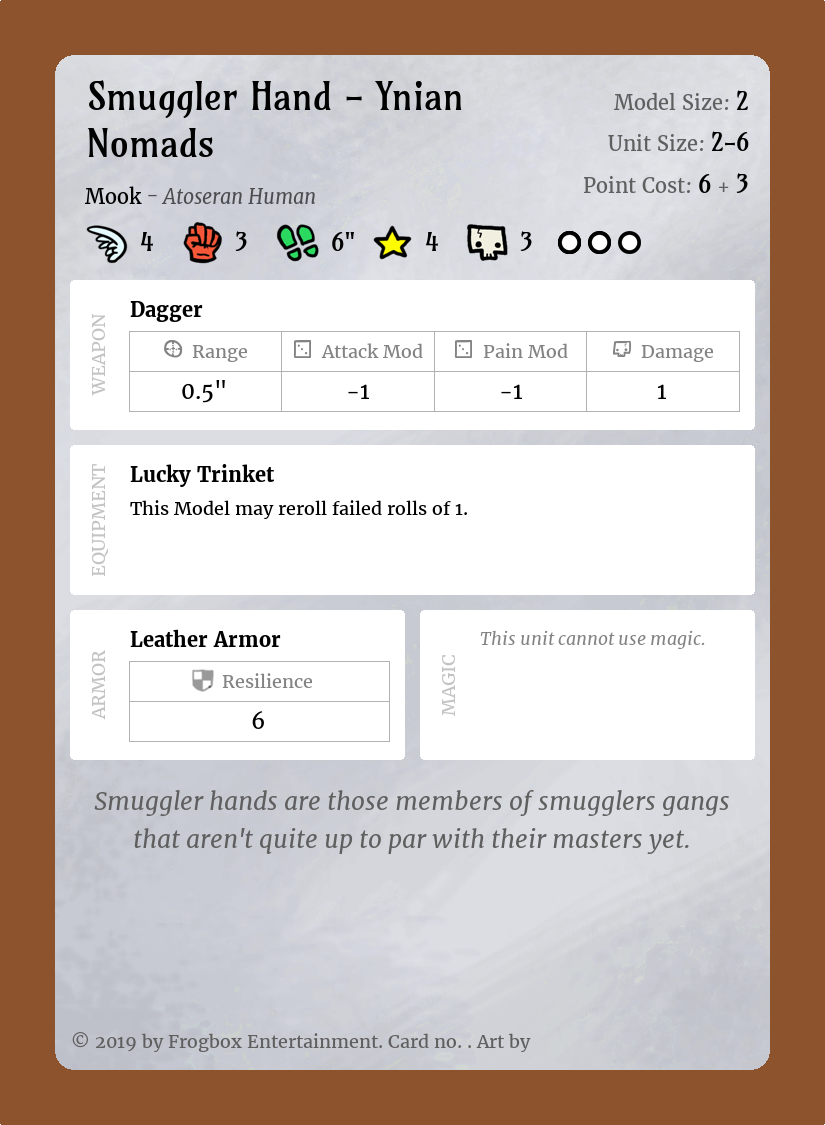 Smuggler Hand – Ynian
Nomads
Model Size: 2
Unit Size: 2–6
Point Cost: 6 + 3
Mook – Atoseran Human
4 3 6" 4 3
WEAPON
Dagger
Range Attack Mod Pain Mod Damage
0.5" -1 -1 1
EQUIPMENT
Lucky Trinket
This Model may reroll failed rolls of 1.
ARMOR
Leather Armor
Resilience
6
MAGIC
This unit cannot use magic.
Smuggler hands are those members of smugglers gangs
that aren't quite up to par with their masters yet.
© 2019 by Frogbox Entertainment. Card no. . Art by